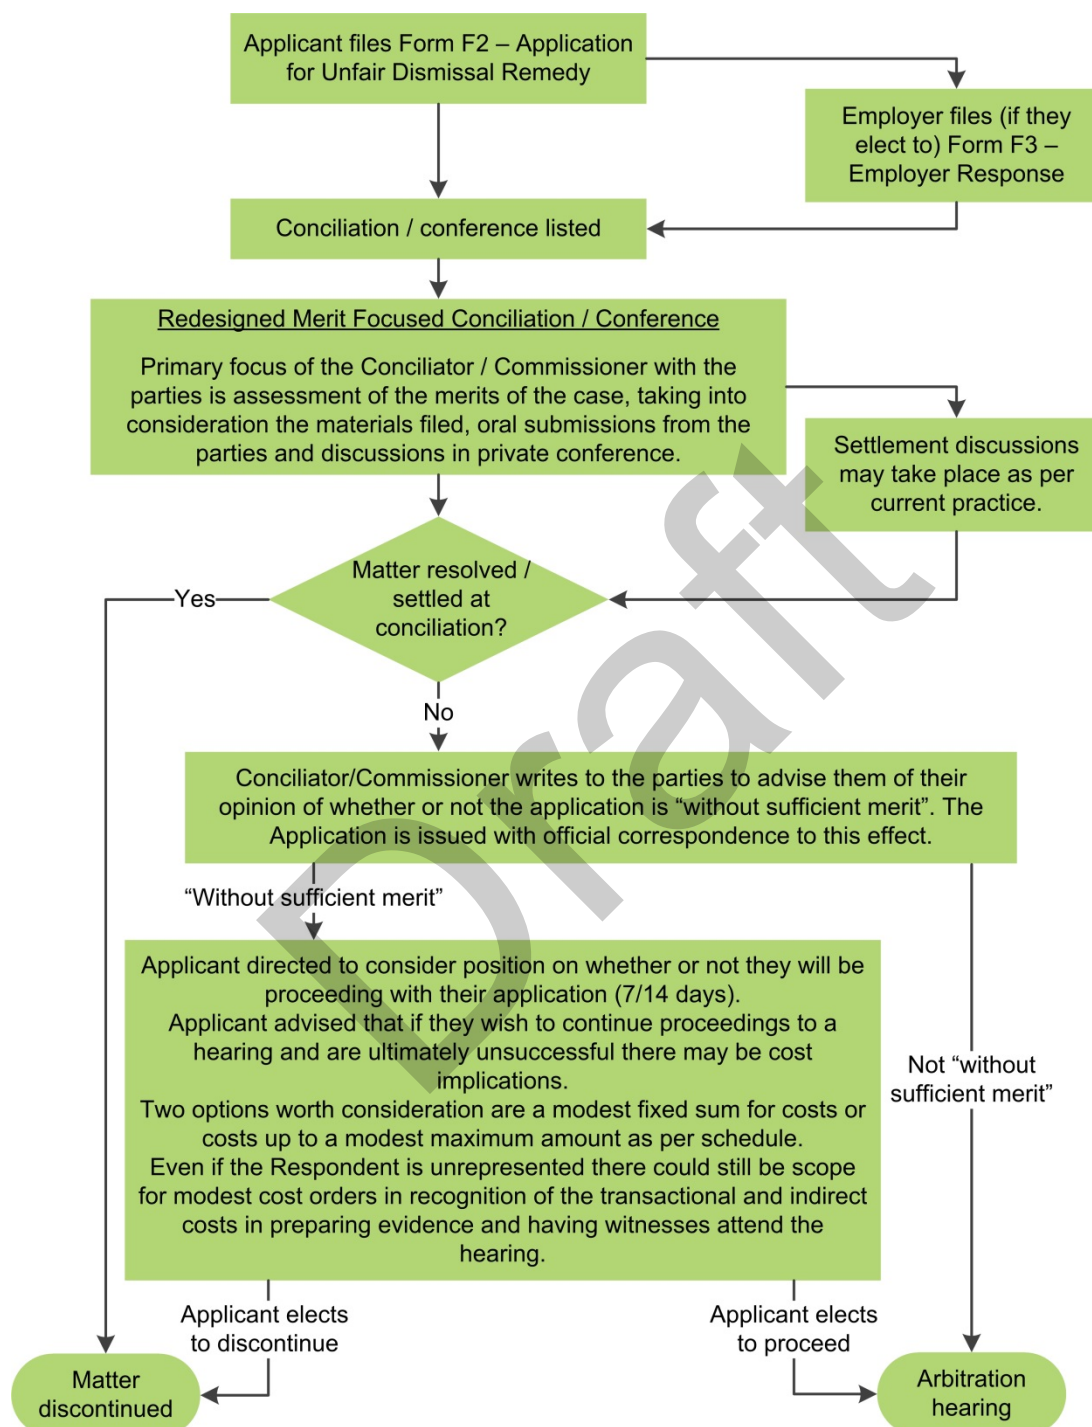 Applicant files Form F2 – Application
for Unfair Dismissal Remedy
Employer files (if they
elect to) Form F3 –
Employer Response
Conciliation / conference listed
Redesigned Merit Focused Conciliation / Conference
Primary focus of the Conciliator / Commissioner with the
parties is assessment of the merits of the case, taking into
consideration the materials filed, oral submissions from the
parties and discussions in private conference.
Settlement discussions
may take place as per
current practice.
Matter resolved /
settled at
conciliation?
Yes
No
Conciliator/Commissioner writes to the parties to advise them of their
opinion of whether or not the application is “without sufficient merit”. The
Application is issued with official correspondence to this effect.
“Without sufficient merit”
Applicant directed to consider position on whether or not they will be
proceeding with their application (7/14 days).
Applicant advised that if they wish to continue proceedings to a
hearing and are ultimately unsuccessful there may be cost
implications.
Two options worth consideration are a modest fixed sum for costs or
costs up to a modest maximum amount as per schedule.
Even if the Respondent is unrepresented there could still be scope
for modest cost orders in recognition of the transactional and indirect
costs in preparing evidence and having witnesses attend the
hearing.
Not “without
sufficient merit”
Applicant elects
to discontinue
Applicant elects
to proceed
Matter
discontinued
Arbitration
hearing
Draft